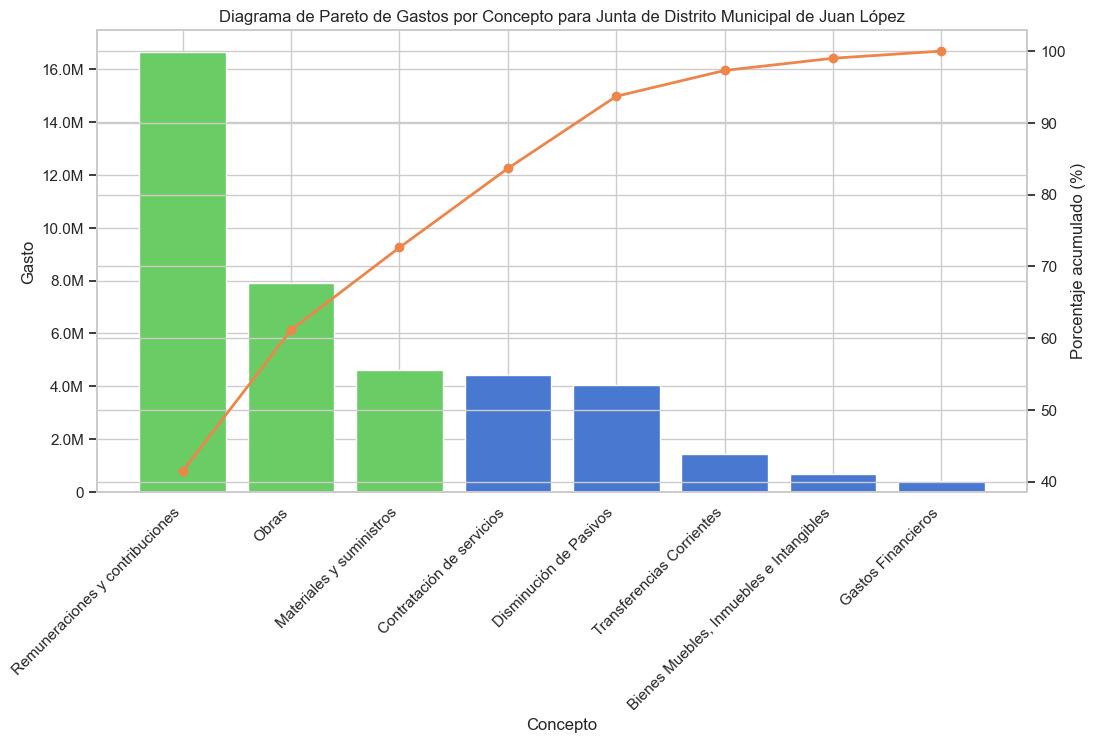 Diagrama de Pareto de Gastos por Concepto para Junta de Distrito Municipal de Juan López
Gasto
16.0M
14.0M
12.0M
10.0M
8.0M
6.0M
4.0M
2.0M
0
100
90
80
70
60
50
40
Porcentaje acumulado (%)
Remuneraciones y contribuciones
Obras
Materiales y suministros
Contratación de servicios
Disminución de Pasivos
Transferencias Corrientes
Bienes Muebles, Inmuebles e Intangibles
Gastos Financieros
Concepto